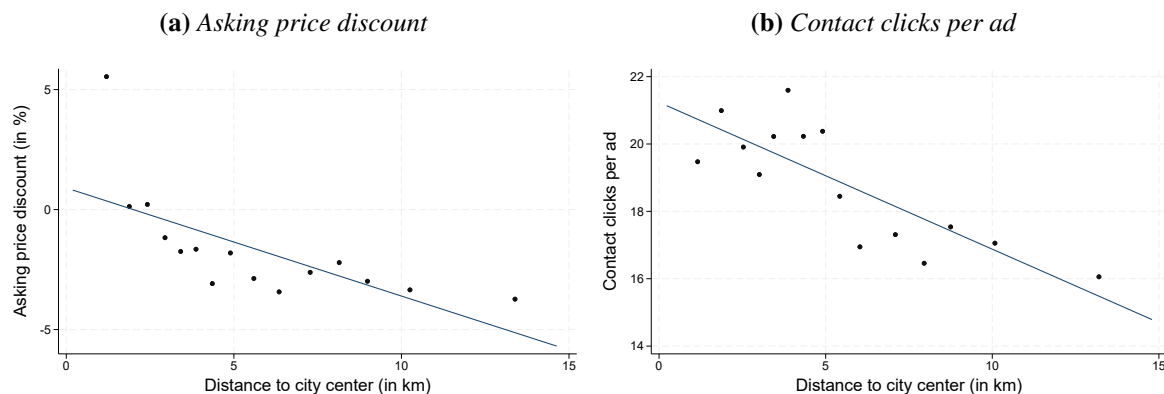 (a) Asking price discount
Asking price discount (in %)
5
0
-5
0
5
10
15
Distance to city center (in km)
(b) Contact clicks per ad
Contact clicks per ad
22
20
18
16
14
0
5
10
15
Distance to city center (in km)